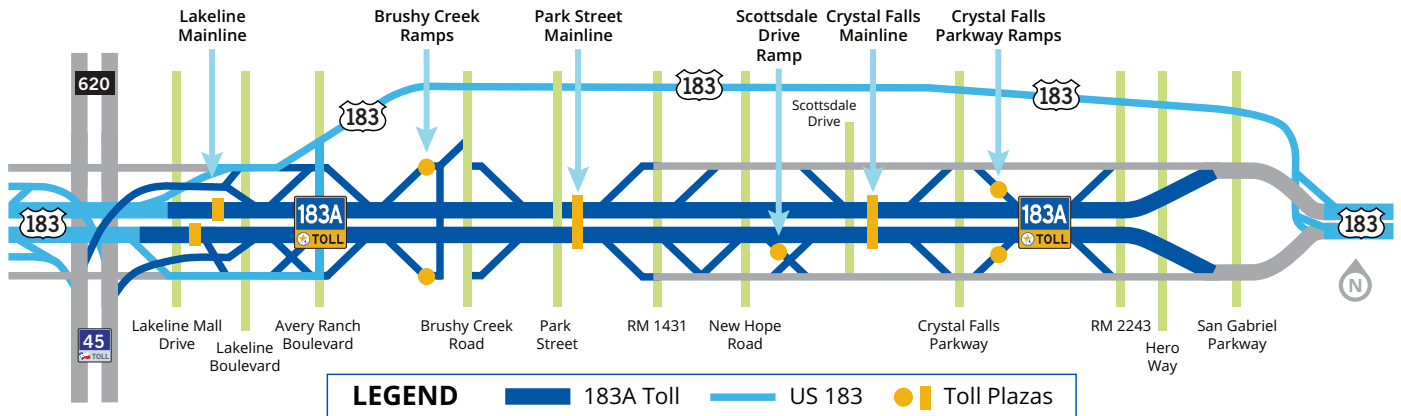 Lakeline
Mainline
Brushy Creek
Ramps
Park Street
Mainline
Scottsdale
Drive
Ramp
Crystal Falls
Mainline
Crystal Falls
Parkway Ramps
620
183
183
183
Scottsdale
Drive
183
183A
TOLL
183A
TOLL
183
N
45
TOLL
Lakeline Mall
Drive
Lakeline
Boulevard
Avery Ranch
Boulevard
Brushy Creek
Road
Park
Street
RM 1431
New Hope
Road
Crystal Falls
Parkway
RM 2243
Hero
Way
San Gabriel
Parkway
LEGEND
183A Toll
US 183
Toll Plazas